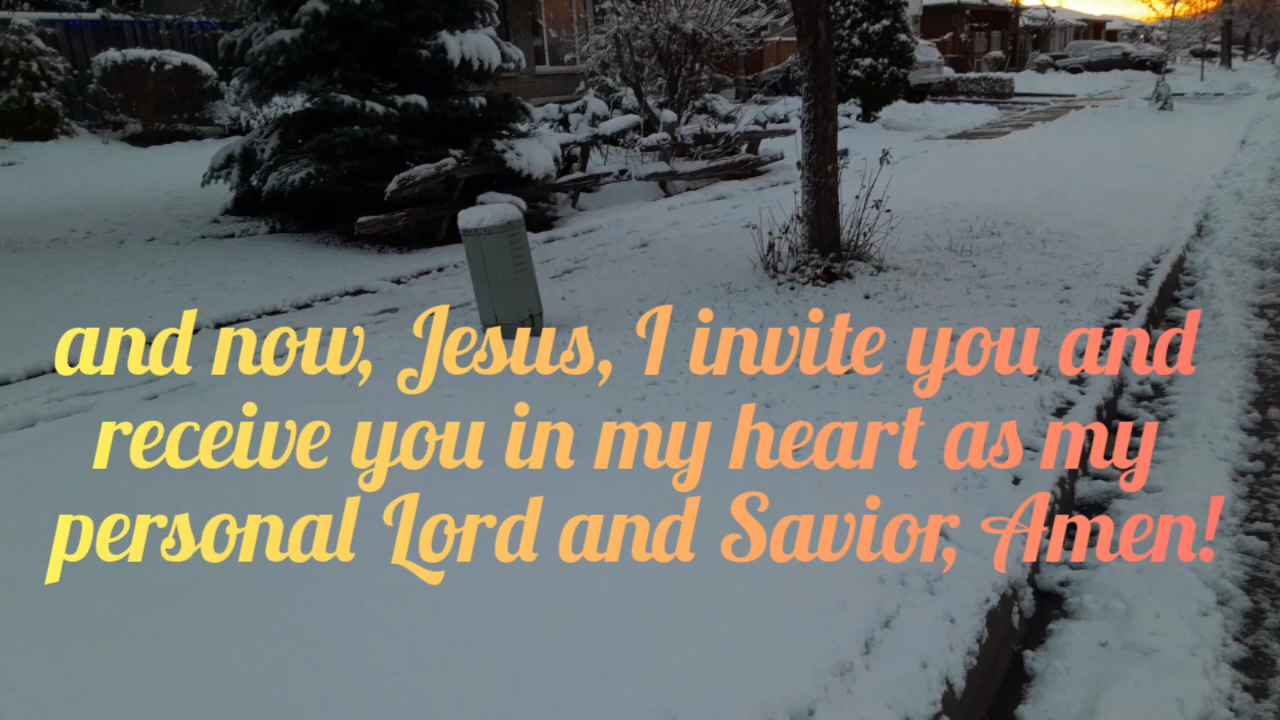 and now, Jesus, I invite you and
receive you in my heart as my
personal Lord and Savior, Amen!